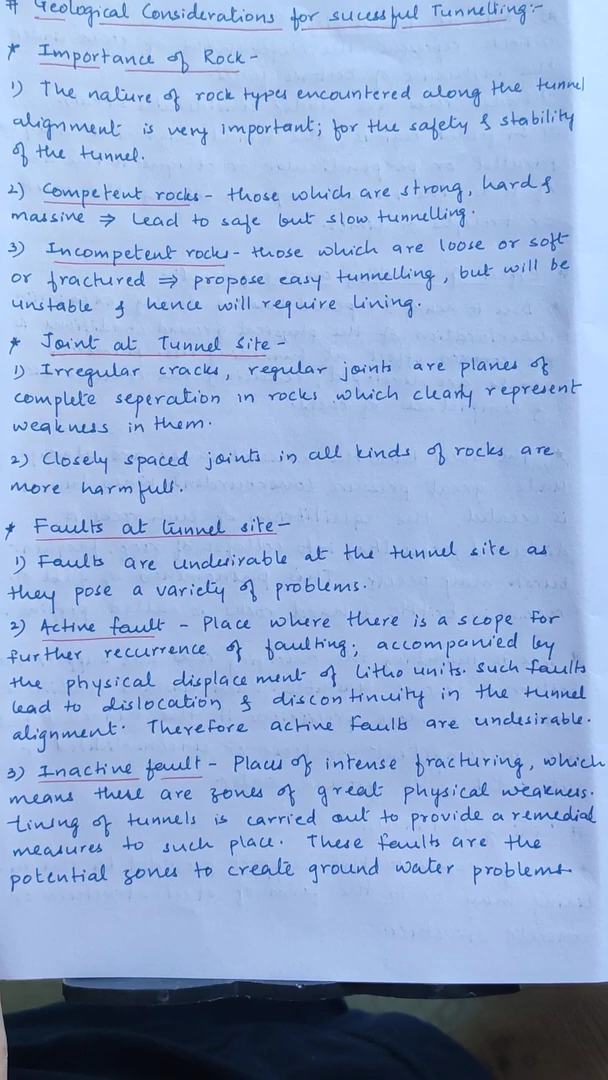 # Geological Considerations for sucessful Tunnelling:-
* Importance of Rock -
1) The nature of rock types encountered along the tunnel
alignment is very important; for the safety & stability
of the tunnel.
2) Competent rocks - those which are strong, hard &
massive ⇒ Lead to safe but slow tunnelling.
3) Incompetent rocks - those which are loose or soft
or fractured ⇒ propose easy tunnelling, but will be
unstable & hence will require lining.
* Joint at Tunnel Site -
1) Irregular cracks, regular joints are planes of
complete seperation in rocks which clearly represent
weakness in them.
2) Closely spaced joints in all kinds of rocks are
more harmfull.
* Faults at tunnel site -
1) Faults are undesirable at the tunnel site as
they pose a variety of problems.
2) Active fault - Place where there is a scope for
further recurrence of faulting; accompanied by
the physical displacement of litho units. such faults
lead to dislocation & discontinuity in the tunnel
alignment. Therefore active faults are undesirable.
3) Inactive fault - Places of intense fracturing, which
means there are zones of great physical weakness.
Lining of tunnels is carried out to provide a remedial
measures to such place. These faults are the
potential zones to create ground water problems.